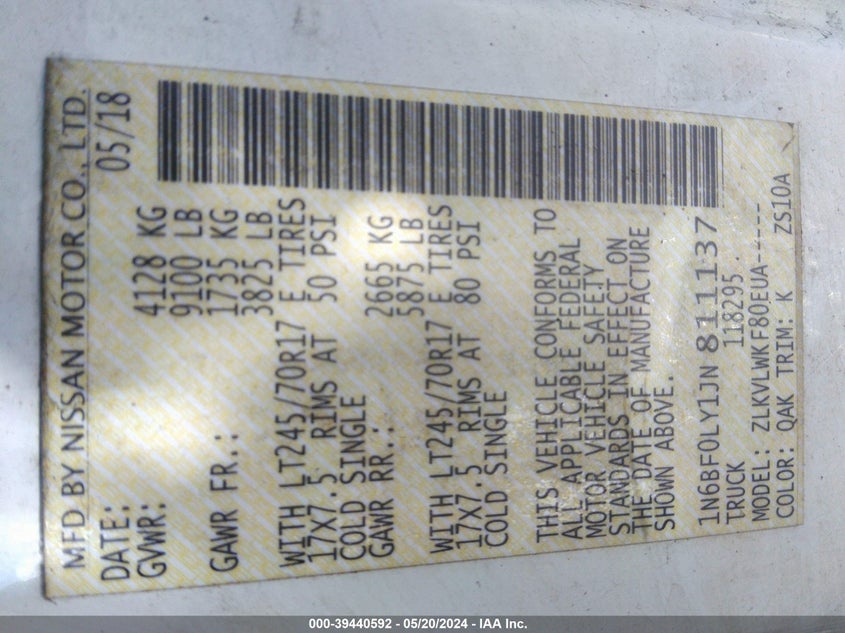 MFD BY NISSAN MOTOR CO., LTD.
DATE: 05/18
GVWR: 4128 KG
9100 LB
GAWR FR.: 1735 KG
3825 LB
WITH LT245/70R17 E TIRES
17X7.5 RIMS AT 50 PSI
COLD SINGLE
GAWR RR.: 2665 KG
5875 LB
WITH LT245/70R17 E TIRES
17X7.5 RIMS AT 80 PSI
COLD SINGLE
THIS VEHICLE CONFORMS TO
ALL APPLICABLE FEDERAL
MOTOR VEHICLE SAFETY
STANDARDS IN EFFECT ON
THE DATE OF MANUFACTURE
SHOWN ABOVE.
1N6BF0LY1JN811137
TRUCK 118295
MODEL: ZLKVLWKF80EUA-----
COLOR: QAK TRIM: K ZS10A
000-39440592 - 05/20/2024 - IAA Inc.